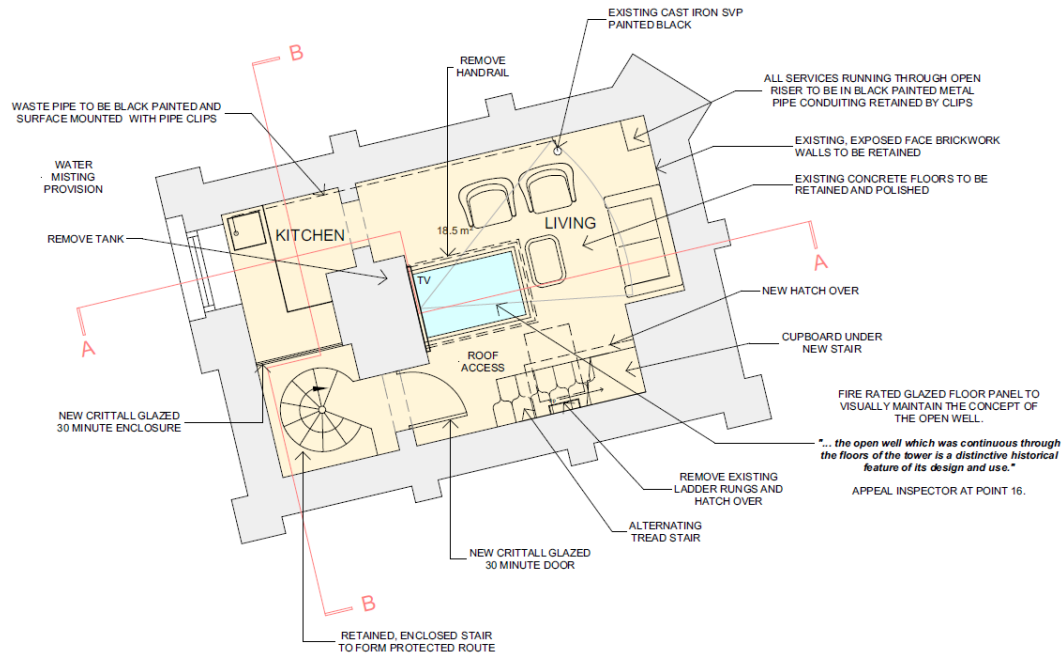 EXISTING CAST IRON SVP
PAINTED BLACK
B
REMOVE
HANDRAIL
ALL SERVICES RUNNING THROUGH OPEN
RISER TO BE IN BLACK PAINTED METAL
PIPE CONDUITING RETAINED BY CLIPS
WASTE PIPE TO BE BLACK PAINTED AND
SURFACE MOUNTED WITH PIPE CLIPS
EXISTING, EXPOSED FACE BRICKWORK
WALLS TO BE RETAINED
WATER
MISTING
PROVISION
EXISTING CONCRETE FLOORS TO BE
RETAINED AND POLISHED
KITCHEN
LIVING
18.5 m²
REMOVE TANK
A
TV
NEW HATCH OVER
A
CUPBOARD UNDER
NEW STAIR
ROOF
ACCESS
FIRE RATED GLAZED FLOOR PANEL TO
VISUALLY MAINTAIN THE CONCEPT OF
THE OPEN WELL.
NEW CRITTALL GLAZED
30 MINUTE ENCLOSURE
"... the open well which was continuous through
the floors of the tower is a distinctive historical
feature of its design and use."
APPEAL INSPECTOR AT POINT 16.
REMOVE EXISTING
LADDER RUNGS AND
HATCH OVER
ALTERNATING
TREAD STAIR
NEW CRITTALL GLAZED
30 MINUTE DOOR
B
RETAINED, ENCLOSED STAIR
TO FORM PROTECTED ROUTE